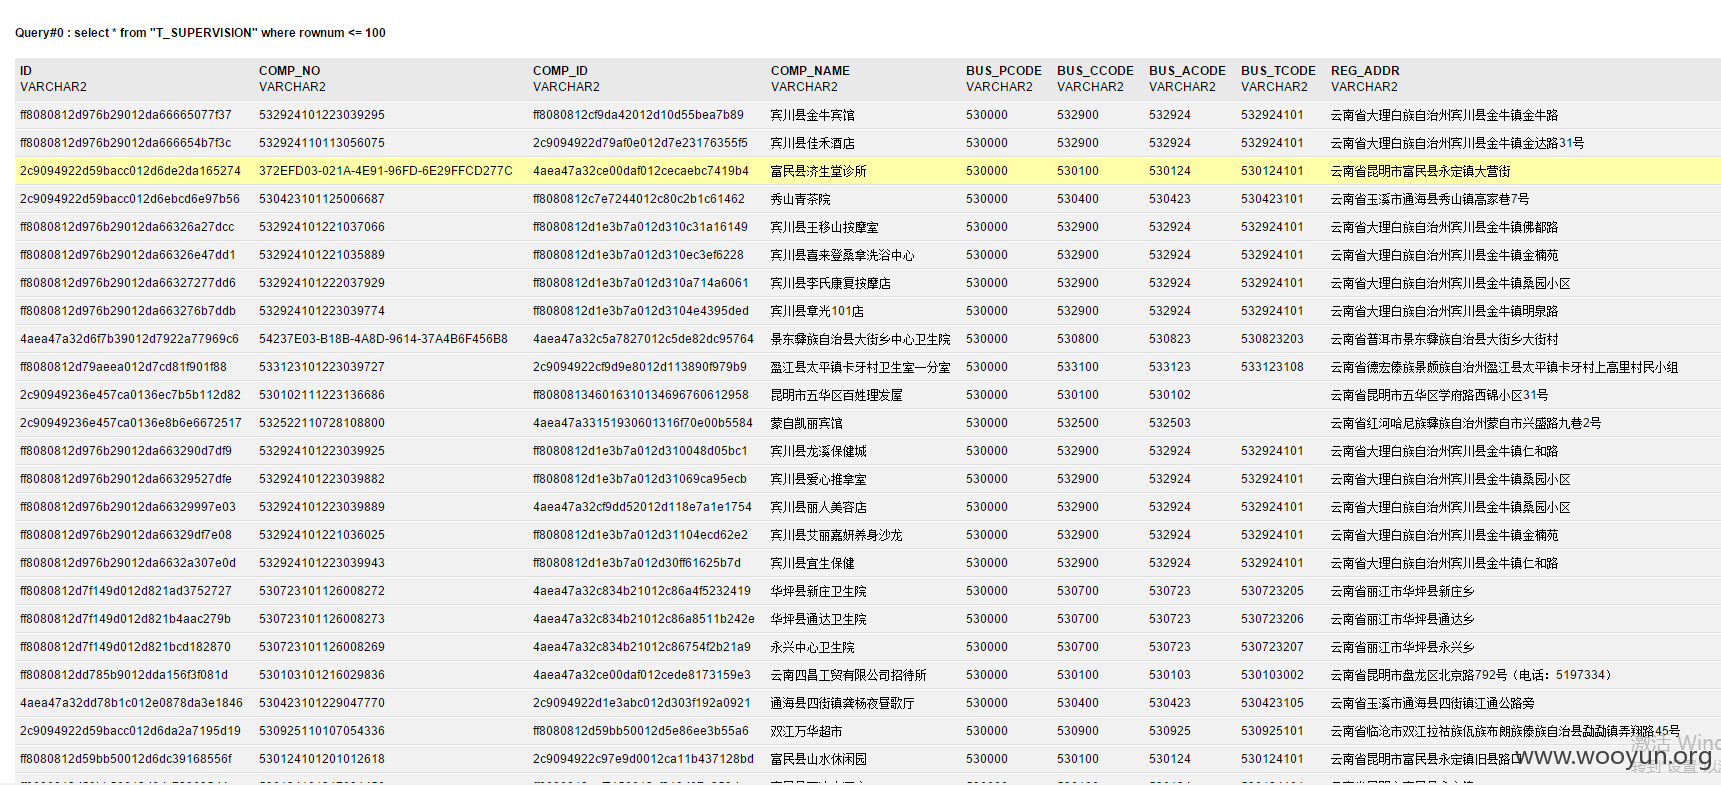 Query#0 : select * from "T_SUPERVISION" where rownum <= 100
ID COMP_NO COMP_ID COMP_NAME BUS_PCODE BUS_CCODE BUS_ACODE BUS_TCODE REG_ADDR
VARCHAR2 VARCHAR2 VARCHAR2 VARCHAR2 VARCHAR2 VARCHAR2 VARCHAR2 VARCHAR2 VARCHAR2
ff8080812d976b29012da66665077f37 532924101223039295 ff8080812cf9da42012d10d55bea7b89 宾川县金牛宾馆 530000 532900 532924 532924101 云南省大理白族自治州宾川县金牛镇金牛路
ff8080812d976b29012da666654b7f3c 532924110113056075 2c9094922d79af0e012d7e23176355f5 宾川县佳禾酒店 530000 532900 532924 532924101 云南省大理白族自治州宾川县金牛镇金达路31号
2c9094922d59bacc012d6de2da165274 372EFD03-021A-4E91-96FD-6E29FFCD277C 4aea47a32ce00daf012cecaebc7419b4 富民县济生堂诊所 530000 530100 530124 530124101 云南省昆明市富民县永定镇大营街
2c9094922d59bacc012d6ebcd6e97b56 530423101125006687 ff8080812c7e7244012c80c2b1c61462 秀山青茶院 530000 530400 530423 530423101 云南省玉溪市通海县秀山镇高家巷7号
ff8080812d976b29012da66326a27dcc 532924101221037066 ff8080812d1e3b7a012d310c31a16149 宾川县王移山按摩室 530000 532900 532924 532924101 云南省大理白族自治州宾川县金牛镇佛都路
ff8080812d976b29012da66326e47dd1 532924101221035889 ff8080812d1e3b7a012d310ec3ef6228 宾川县喜来登桑拿洗浴中心 530000 532900 532924 532924101 云南省大理白族自治州宾川县金牛镇金楠苑
ff8080812d976b29012da66327277dd6 532924101222037929 ff8080812d1e3b7a012d310a714a6061 宾川县李氏康复按摩店 530000 532900 532924 532924101 云南省大理白族自治州宾川县金牛镇桑园小区
ff8080812d976b29012da663276b7ddb 532924101223039774 ff8080812d1e3b7a012d3104e4395ded 宾川县章光101店 530000 532900 532924 532924101 云南省大理白族自治州宾川县金牛镇明泉路
4aea47a32d6f7b39012d7922a77969c6 54237E03-B18B-4A8D-9614-37A4B6F456B8 4aea47a32c5a7827012c5de82dc95764 景东彝族自治县大街乡中心卫生院 530000 530800 530823 530823203 云南省普洱市景东彝族自治县大街乡大街村
ff8080812d79aeea012d7cd81f901f88 533123101223039727 2c9094922cf9d9e8012d113890f979b9 盈江县太平镇卡牙村卫生室一分室 530000 533100 533123 533123108 云南省德宏傣族景颇族自治州盈江县太平镇卡牙村上高里村民小组
2c90949236e457ca0136ec7b5b112d82 530102111223136686 ff808081346016310134696760612958 昆明市五华区百姓理发屋 530000 530100 530102 云南省昆明市五华区学府路西锦小区31号
2c90949236e457ca0136e8b6e6672517 532522110728108800 4aea47a33151930601316f70e00b5584 蒙自凯丽宾馆 530000 532500 532503 云南省红河哈尼族彝族自治州蒙自市兴盛路九巷2号
ff8080812d976b29012da663290d7df9 532924101223039925 ff8080812d1e3b7a012d310048d05bc1 宾川县龙溪保健城 530000 532900 532924 532924101 云南省大理白族自治州宾川县金牛镇仁和路
ff8080812d976b29012da66329527dfe 532924101223039882 ff8080812d1e3b7a012d31069ca95ecb 宾川县爱心推拿室 530000 532900 532924 532924101 云南省大理白族自治州宾川县金牛镇桑园小区
ff8080812d976b29012da66329997e03 532924101223039889 4aea47a32cf9dd52012d118e7a1e1754 宾川县丽人美容店 530000 532900 532924 532924101 云南省大理白族自治州宾川县金牛镇桑园小区
ff8080812d976b29012da66329df7e08 532924101221036025 ff8080812d1e3b7a012d31104ecd62e2 宾川县艾丽嘉妍养身沙龙 530000 532900 532924 532924101 云南省大理白族自治州宾川县金牛镇金楠苑
ff8080812d976b29012da6632a307e0d 532924101223039943 ff8080812d1e3b7a012d30ff61625b7d 宾川县宜生保健 530000 532900 532924 532924101 云南省大理白族自治州宾川县金牛镇仁和路
ff8080812d7f149d012d821ad3752727 530723101126008272 4aea47a32c834b21012c86a4f5232419 华坪县新庄卫生院 530000 530700 530723 530723205 云南省丽江市华坪县新庄乡
ff8080812d7f149d012d821b4aac279b 530723101126008273 4aea47a32c834b21012c86a8511b242e 华坪县通达卫生院 530000 530700 530723 530723206 云南省丽江市华坪县通达乡
ff8080812d7f149d012d821bcd182870 530723101126008269 4aea47a32c834b21012c86754f2b21a9 永兴中心卫生院 530000 530700 530723 530723207 云南省丽江市华坪县永兴乡
ff8080812dd785b9012dda156f3f081d 530103101216029836 4aea47a32ce00daf012cede8173159e3 云南四昌工贸有限公司招待所 530000 530100 530103 530103002 云南省昆明市盘龙区北京路792号（电话：5197334）
4aea47a32dd78b1c012e0878da3e1846 530423101229047770 2c9094922d1e3abc012d303f192a0921 通海县四街镇龚杨夜昼歌厅 530000 530400 530423 530423105 云南省玉溪市通海县四街镇江通公路旁
2c9094922d59bacc012d6da2a7195d19 530925110107054336 ff8080812d59bb50012d5e86ee3b55a6 双江万华超市 530000 530900 530925 530925101 云南省临沧市双江拉祜族佤族布朗族傣族自治县勐勐镇弄翔路45号
ff8080812d59bb50012d6dc39168556f 530124101201012618 2c9094922c97e9d0012ca11b437128bd 富民县山水休闲园 530000 530100 530124 530124101 云南省昆明市富民县永定镇旧县路口
www.wooyun.org